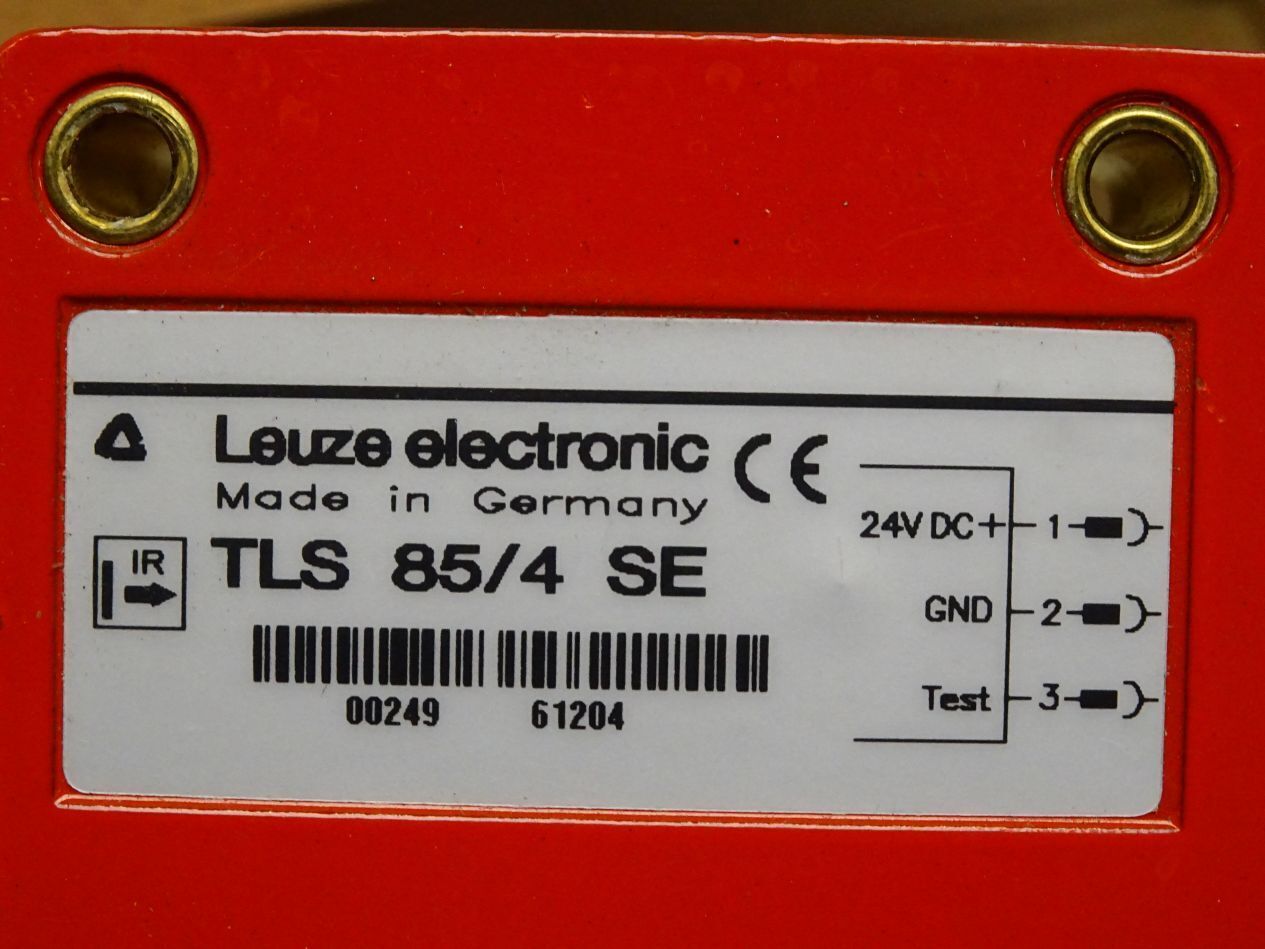 Leuze electronic CE
Made in Germany
IR
TLS 85/4 SE
00249 61204
24V DC+ 1
GND 2
Test 3